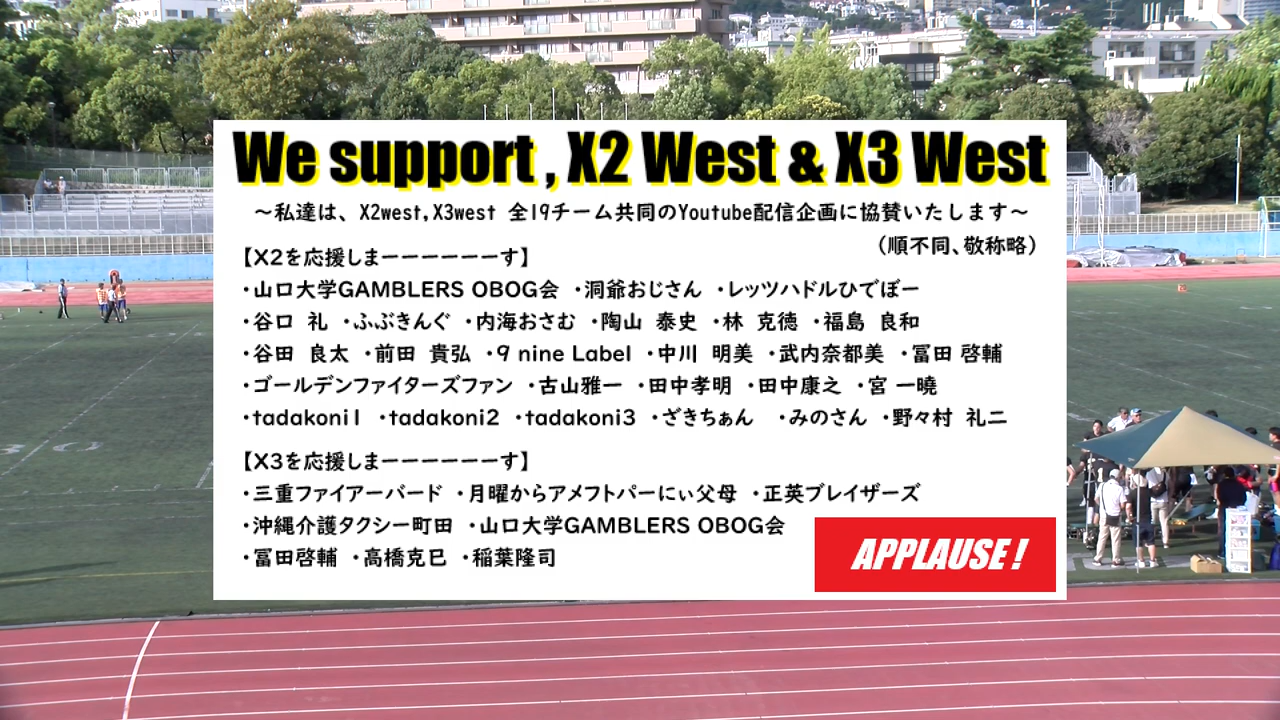 We support, X2 West & X3 West
～私達は、X2west,X3west 全19チーム共同のYoutube配信企画に協賛いたします～
（順不同、敬称略）
【X2を応援しまーーーーーーす】
・山口大学GAMBLERS OBOG会 ・洞爺おじさん ・レッツハドルひでぼー
・谷口 礼 ・ふぶきんぐ ・内海おさむ ・陶山 泰史 ・林 克徳 ・福島 良和
・谷田 良太 ・前田 貴弘 ・9 nine Label ・中川 明美 ・武内奈都美 ・冨田 啓輔
・ゴールデンファイターズファン ・古山雅一 ・田中孝明 ・田中康之 ・宮 一曉
・tadakoni1 ・tadakoni2 ・tadakoni3 ・ざきちぁん ・みのさん ・野々村 礼二
【X3を応援しまーーーーーーす】
・三重ファイアーバード ・月曜からアメフトパーにぃ父母 ・正英ブレイザーズ
・沖縄介護タクシー町田 ・山口大学GAMBLERS OBOG会
・冨田啓輔 ・高橋克巳 ・稲葉隆司
APPLAUSE!